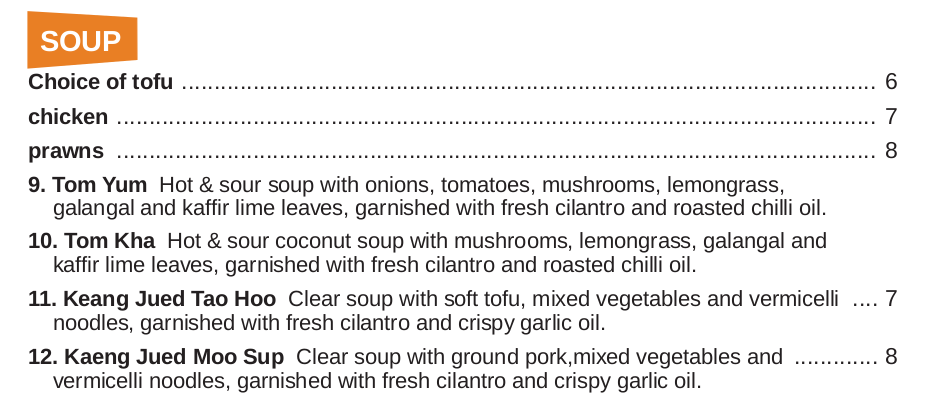 SOUP
Choice of tofu ........................................................................................................... 6
chicken ..................................................................................................................... 7
prawns ..................................................................................................................... 8
9. Tom Yum Hot & sour soup with onions, tomatoes, mushrooms, lemongrass,
galangal and kaffir lime leaves, garnished with fresh cilantro and roasted chilli oil.
10. Tom Kha Hot & sour coconut soup with mushrooms, lemongrass, galangal and
kaffir lime leaves, garnished with fresh cilantro and roasted chilli oil.
11. Keang Jued Tao Hoo Clear soup with soft tofu, mixed vegetables and vermicelli .... 7
noodles, garnished with fresh cilantro and crispy garlic oil.
12. Kaeng Jued Moo Sup Clear soup with ground pork,mixed vegetables and ............. 8
vermicelli noodles, garnished with fresh cilantro and crispy garlic oil.